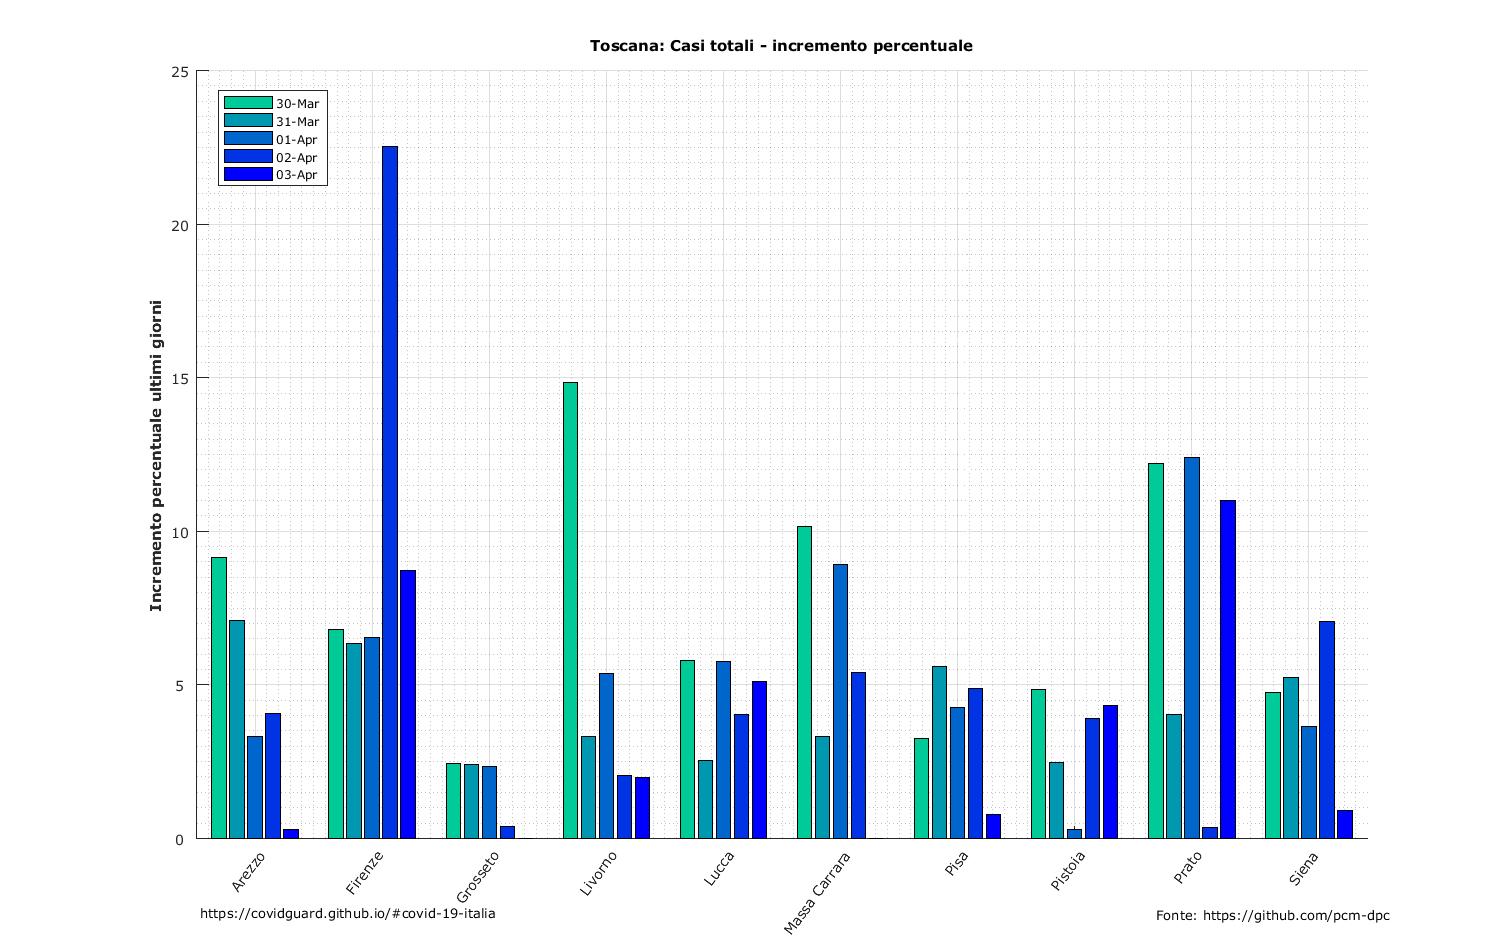 Toscana: Casi totali - incremento percentuale
Incremento percentuale ultimi giorni
25
20
15
10
5
0
30-Mar
31-Mar
01-Apr
02-Apr
03-Apr
Arezzo
Firenze
Grosseto
Livorno
Lucca
Massa Carrara
Pisa
Pistoia
Prato
Siena
https://covidguard.github.io/#covid-19-italia
Fonte: https://github.com/pcm-dpc